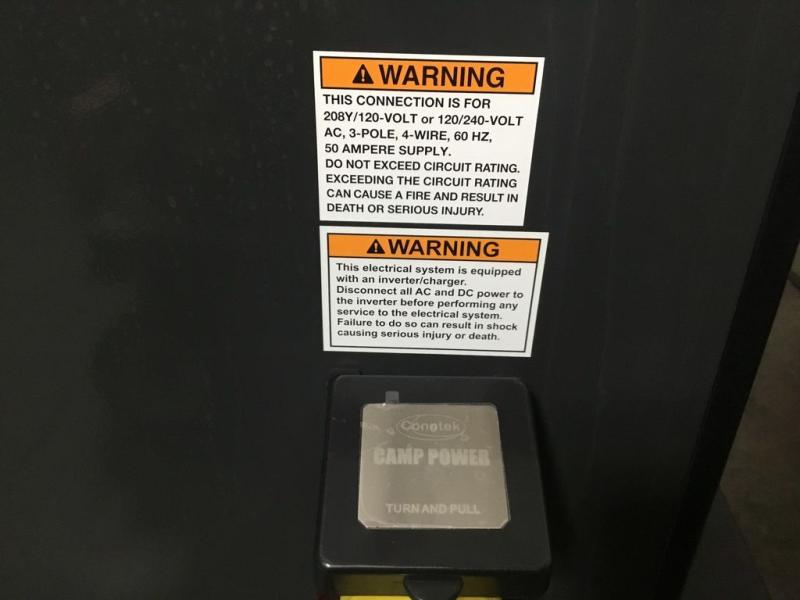 WARNING
THIS CONNECTION IS FOR
208Y/120-VOLT or 120/240-VOLT
AC, 3-POLE, 4-WIRE, 60 HZ,
50 AMPERE SUPPLY.
DO NOT EXCEED CIRCUIT RATING.
EXCEEDING THE CIRCUIT RATING
CAN CAUSE A FIRE AND RESULT IN
DEATH OR SERIOUS INJURY.
WARNING
This electrical system is equipped
with an inverter/charger.
Disconnect all AC and DC power to
the inverter before performing any
service to the electrical system.
Failure to do so can result in shock
causing serious injury or death.
Conntek
CAMP POWER
TURN AND PULL